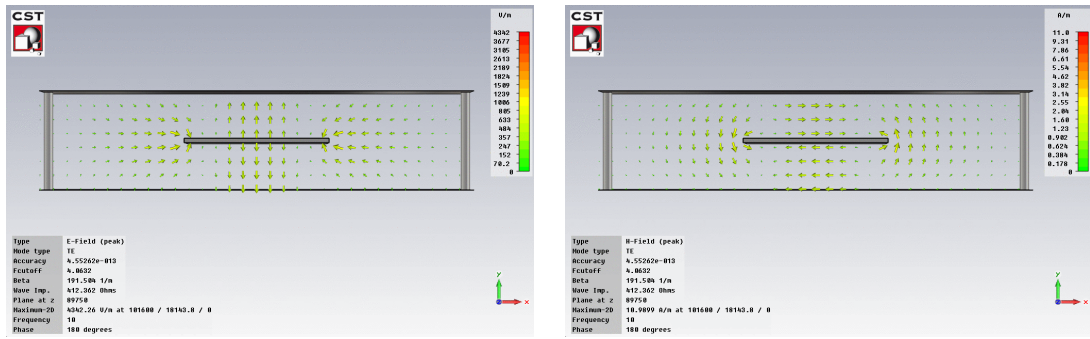 CST
V/m
4342
3677
3105
2613
2189
1824
1509
1239
1006
805
633
484
357
247
152
70.2
0
Type E-Field (peak)
Mode type TE
Accuracy 4.55262e-013
Fcutoff 4.0632
Beta 191.504 1/m
Wave Imp. 412.362 Ohms
Plane at z 89750
Maximum-2D 4342.26 V/m at 101600 / 18143.8 / 0
Frequency 10
Phase 180 degrees
y
x
CST
A/m
11.0
9.31
7.86
6.61
5.54
4.62
3.82
3.14
2.55
2.04
1.60
1.23
0.902
0.624
0.384
0.178
0
Type H-Field (peak)
Mode type TE
Accuracy 4.55262e-013
Fcutoff 4.0632
Beta 191.504 1/m
Wave Imp. 412.362 Ohms
Plane at z 89750
Maximum-2D 10.9899 A/m at 101600 / 18143.8 / 0
Frequency 10
Phase 180 degrees
y
x